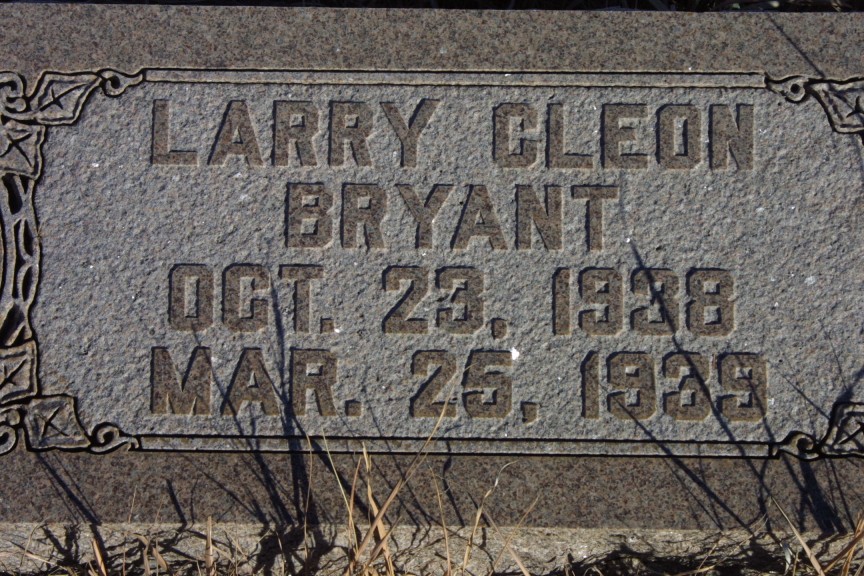 LARRY CLEON
BRYANT
OCT. 23, 1938
MAR. 25, 1939